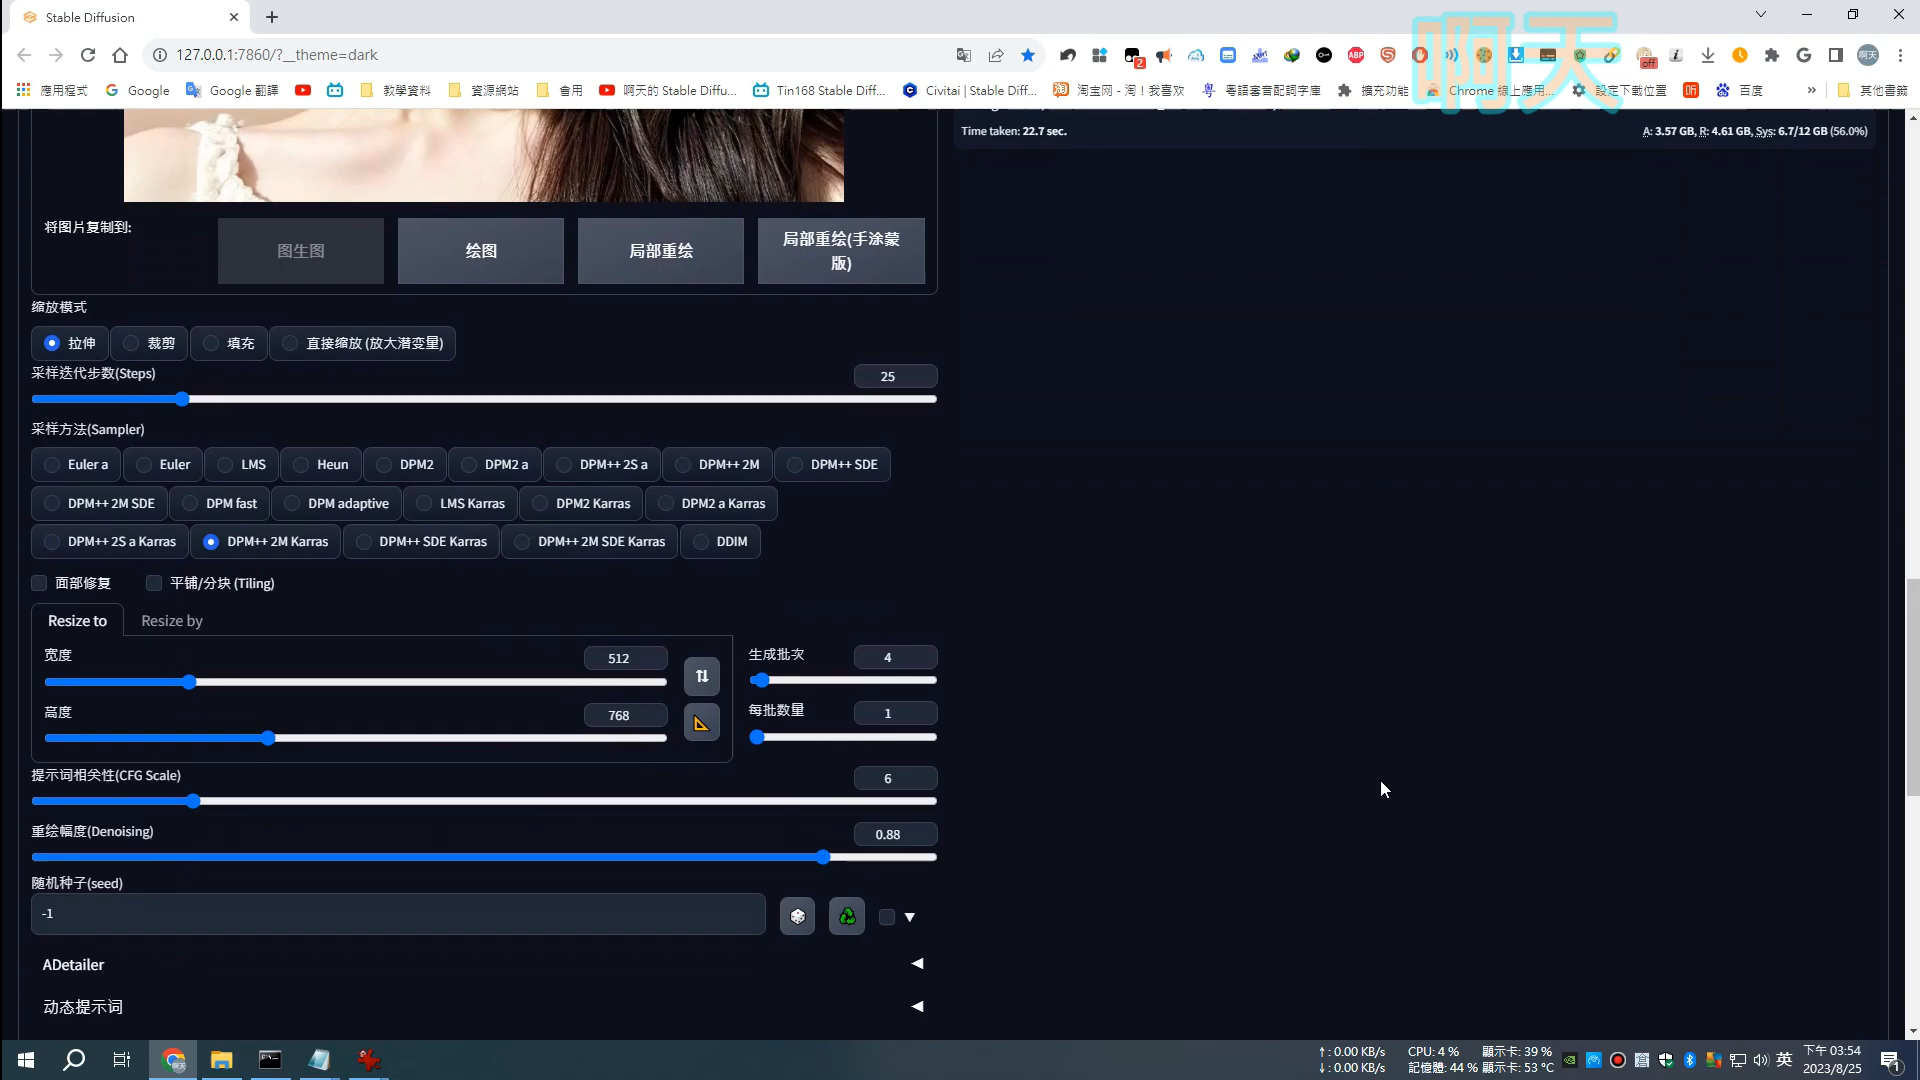 Stable Diffusion
127.0.0.1:7860/?__theme=dark
應用程式
Google
Google 翻譯
教學資料
資源網站
會用
啊天的 Stable Diffu...
Tin168 Stable Diff...
Civitai | Stable Diff...
淘宝网 - 淘！我喜欢
粵語審音配詞字庫
擴充功能
Chrome 線上應用...
設定下載位置
百度
»
其他書籤
啊天
Time taken: 22.7 sec.
A: 3.57 GB, R: 4.61 GB, Sys: 6.7/12 GB (56.0%)
将图片复制到:
图生图
绘图
局部重绘
局部重绘(手涂蒙
版)
缩放模式
拉伸
裁剪
填充
直接缩放 (放大潜变量)
采样迭代步数(Steps)
25
采样方法(Sampler)
Euler a
Euler
LMS
Heun
DPM2
DPM2 a
DPM++ 2S a
DPM++ 2M
DPM++ SDE
DPM++ 2M SDE
DPM fast
DPM adaptive
LMS Karras
DPM2 Karras
DPM2 a Karras
DPM++ 2S a Karras
DPM++ 2M Karras
DPM++ SDE Karras
DPM++ 2M SDE Karras
DDIM
面部修复
平铺/分块 (Tiling)
Resize to
Resize by
宽度
512
高度
768
生成批次
4
每批数量
1
提示词相关性(CFG Scale)
6
重绘幅度(Denoising)
0.88
随机种子(seed)
-1
ADetailer
动态提示词
↑ : 0.00 KB/s
↓ : 0.00 KB/s
CPU: 4 %
顯示卡: 39 %
記憶體: 44 %
顯示卡: 53 °C
英
下午 03:54
2023/8/25